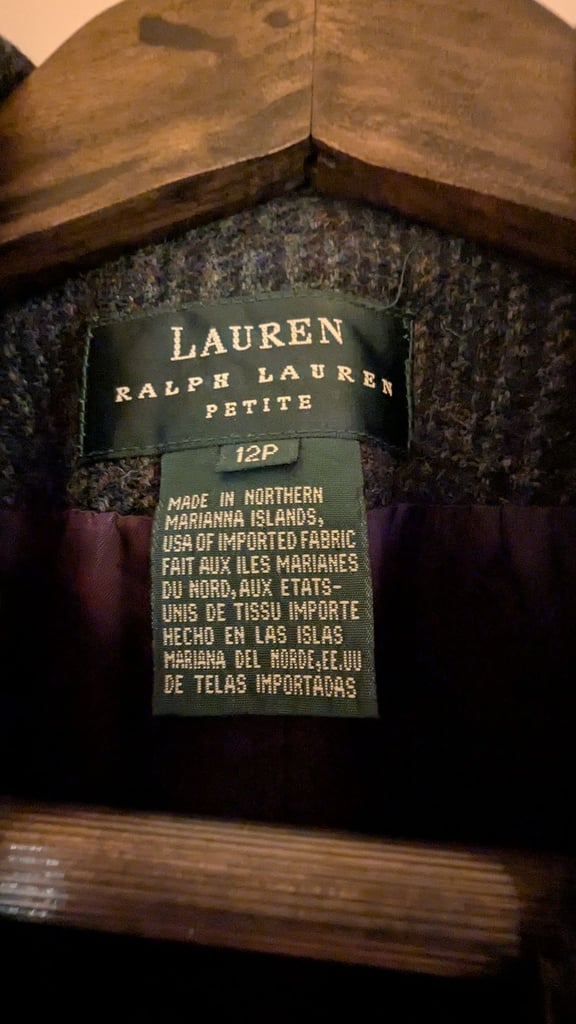 LAUREN
RALPH LAUREN
PETITE
12P
MADE IN NORTHERN
MARIANNA ISLANDS,
USA OF IMPORTED FABRIC
FAIT AUX ILES MARIANES
DU NORD,AUX ETATS-
UNIS DE TISSU IMPORTE
HECHO EN LAS ISLAS
MARIANA DEL NORDE,EE.UU
DE TELAS IMPORTADAS